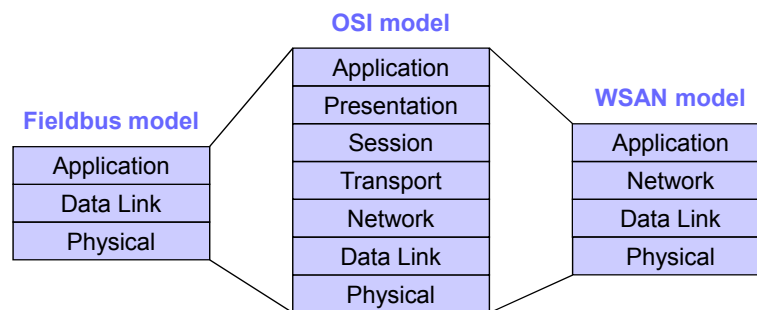 OSI model
Application
Presentation
Session
Transport
Network
Data Link
Physical
Fieldbus model
Application
Data Link
Physical
WSAN model
Application
Network
Data Link
Physical